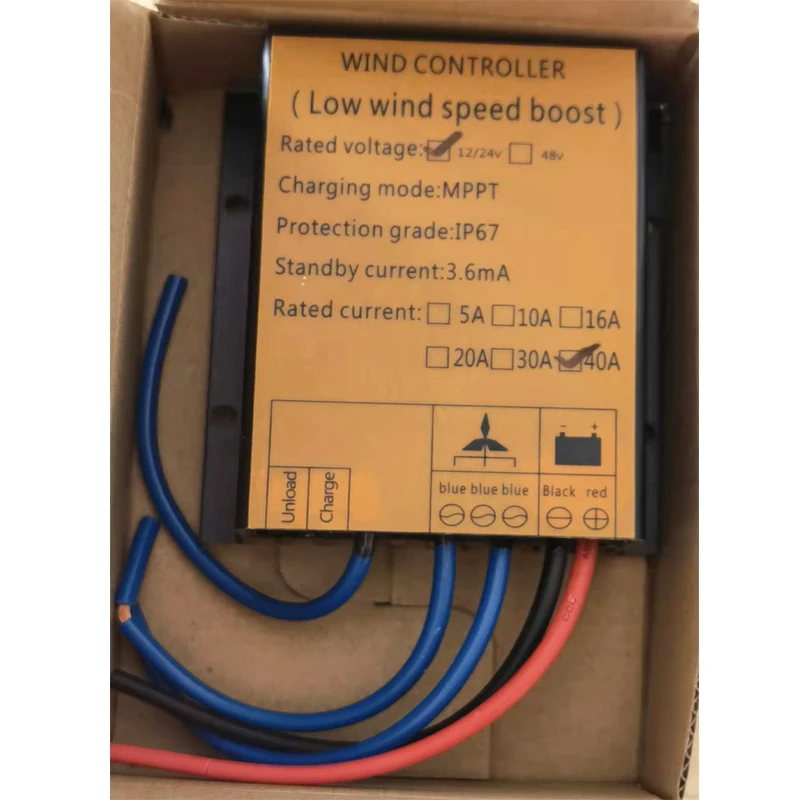 WIND CONTROLLER
(Low wind speed boost)
Rated voltage: 12/24v 48v
Charging mode:MPPT
Protection grade:IP67
Standby current:3.6mA
Rated current: 5A 10A 16A
20A 30A 40A
- +
Unload Charge blue blue blue Black red